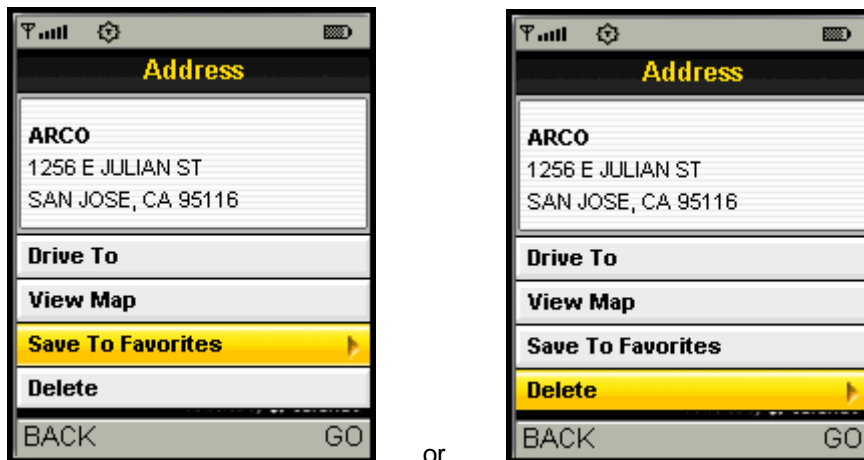 Address
ARCO
1256 E JULIAN ST
SAN JOSE, CA 95116
Drive To
View Map
Save To Favorites
Delete
BACK GO
or
Address
ARCO
1256 E JULIAN ST
SAN JOSE, CA 95116
Drive To
View Map
Save To Favorites
Delete
BACK GO